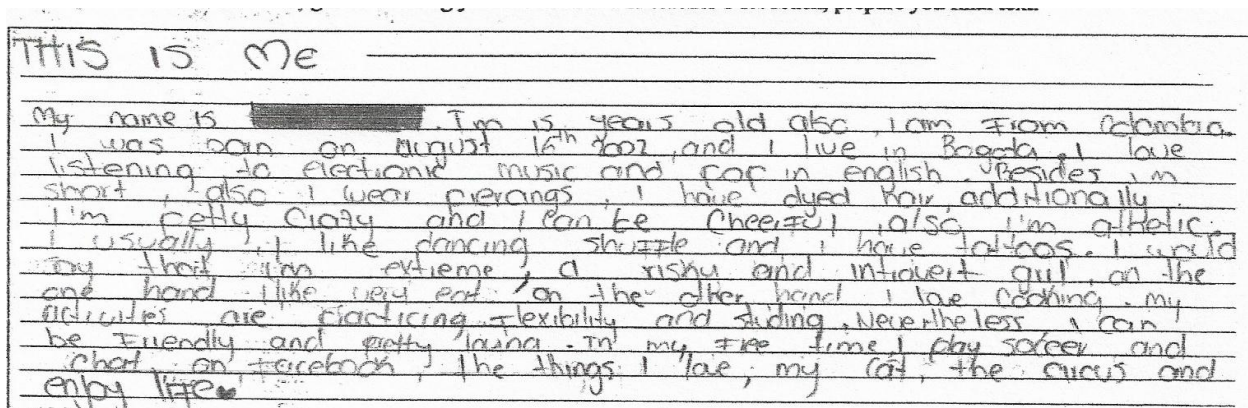 THIS IS Me
My name is . I'm 15 years old also, I am From Colombia.
I was born on August 16th 2002, and I live in Bogota. I love
listening to electronic music and pop in english. Besides im
short, also I wear piercings, I have dyed hair, additionally
I'm petty crazy and I can be Cheerful, also, i'm athletic.
I usually, I like dancing shuffle and I have tattoos. I would
say that, I'm extreme, a risky and introvert girl, on the
one hand I like very eat, on the other hand I love cooking. my
activities are practicing Flexibility and sliding. Nevertheless I can
be Friendly and pretty. In my Free time I play and
chat on Facebook, the things I love, my cat, the circus and
enjoy life